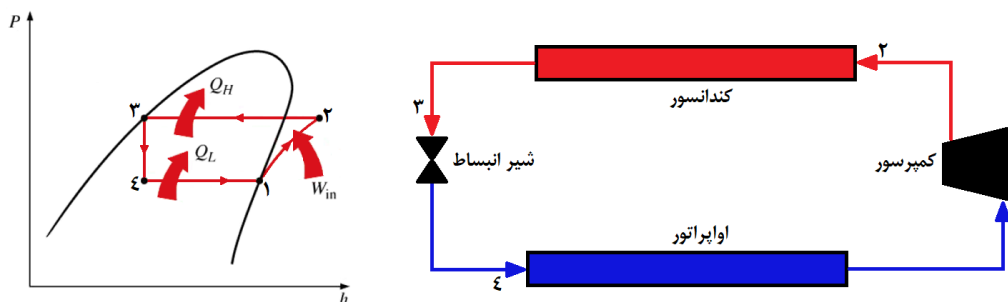 P
Q_H
۳
۲
Q_L
٤
۱
W_in
h
۲
کندانسور
۳
شیر انبساط
کمپرسور
اواپراتور
٤